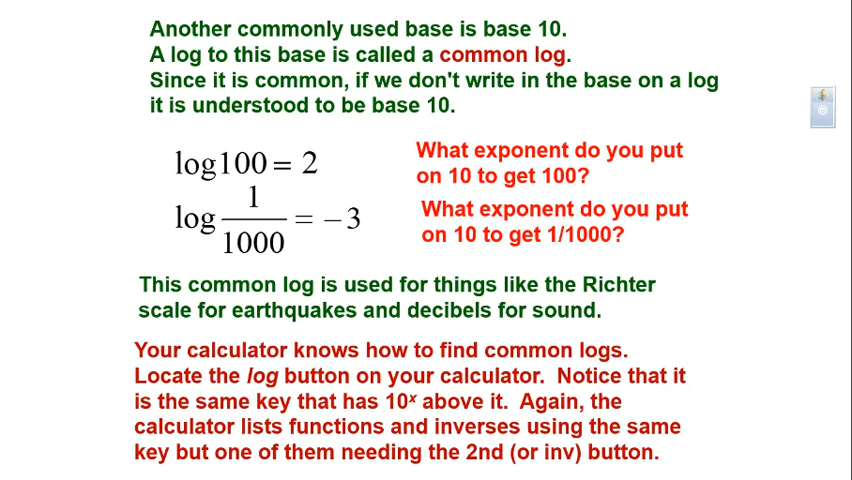 Another commonly used base is base 10.
A log to this base is called a common log.
Since it is common, if we don't write in the base on a log
it is understood to be base 10.
log100 = 2
What exponent do you put
on 10 to get 100?
log 1/1000 = −3
What exponent do you put
on 10 to get 1/1000?
This common log is used for things like the Richter
scale for earthquakes and decibels for sound.
Your calculator knows how to find common logs.
Locate the log button on your calculator.  Notice that it
is the same key that has 10ˣ above it.  Again, the
calculator lists functions and inverses using the same
key but one of them needing the 2nd (or inv) button.